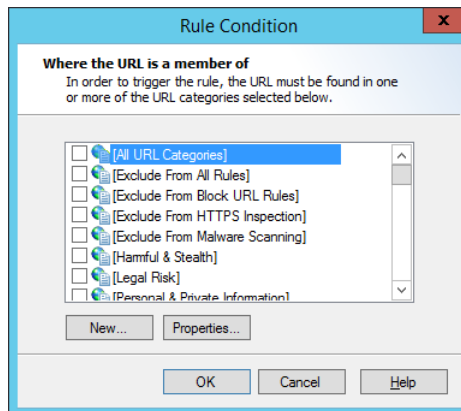 Rule Condition
x
Where the URL is a member of
In order to trigger the rule, the URL must be found in one
or more of the URL categories selected below.
[All URL Categories]
[Exclude From All Rules]
[Exclude From Block URL Rules]
[Exclude From HTTPS Inspection]
[Exclude From Malware Scanning]
[Harmful & Stealth]
[Legal Risk]
[Personal & Private Information]
New... Properties...
OK Cancel Help